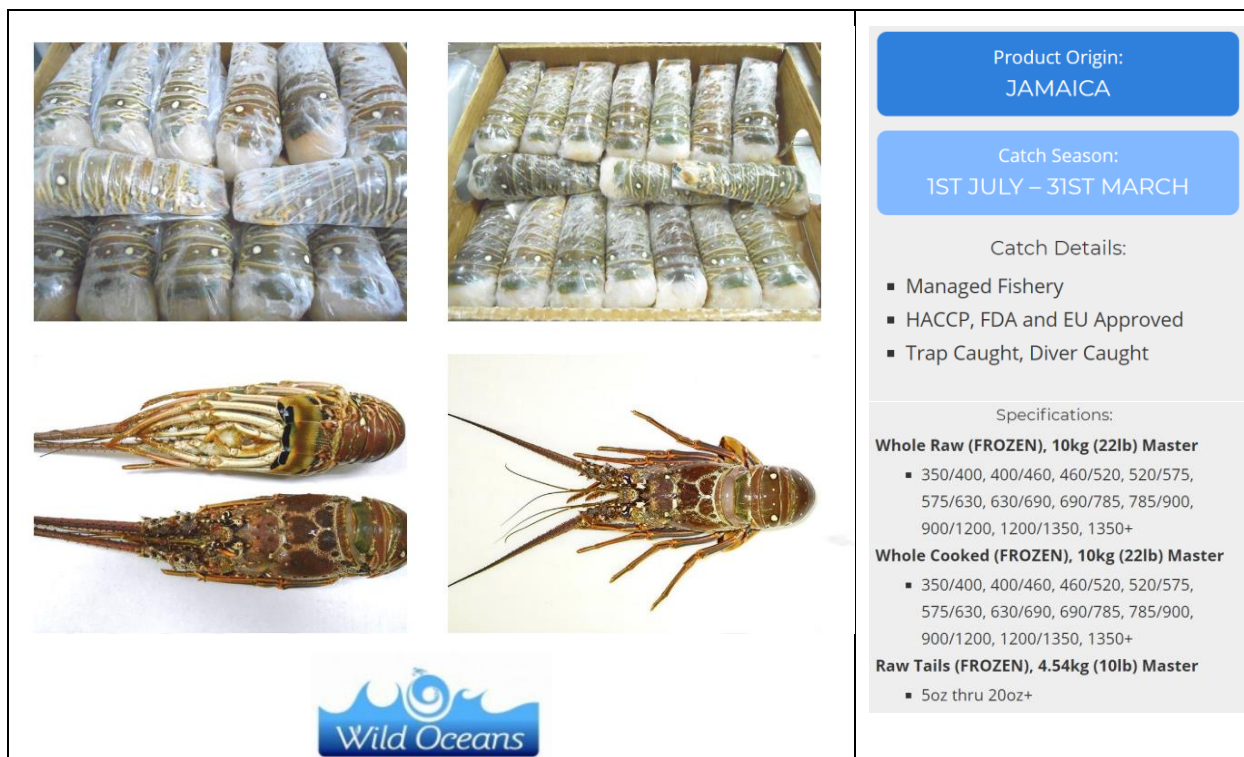 Product Origin:
JAMAICA
Catch Season:
1ST JULY – 31ST MARCH
Catch Details:
▪ Managed Fishery
▪ HACCP, FDA and EU Approved
▪ Trap Caught, Diver Caught
Specifications:
Whole Raw (FROZEN), 10kg (22lb) Master
▪ 350/400, 400/460, 460/520, 520/575,
575/630, 630/690, 690/785, 785/900,
900/1200, 1200/1350, 1350+
Whole Cooked (FROZEN), 10kg (22lb) Master
▪ 350/400, 400/460, 460/520, 520/575,
575/630, 630/690, 690/785, 785/900,
900/1200, 1200/1350, 1350+
Raw Tails (FROZEN), 4.54kg (10lb) Master
▪ 5oz thru 20oz+
Wild Oceans